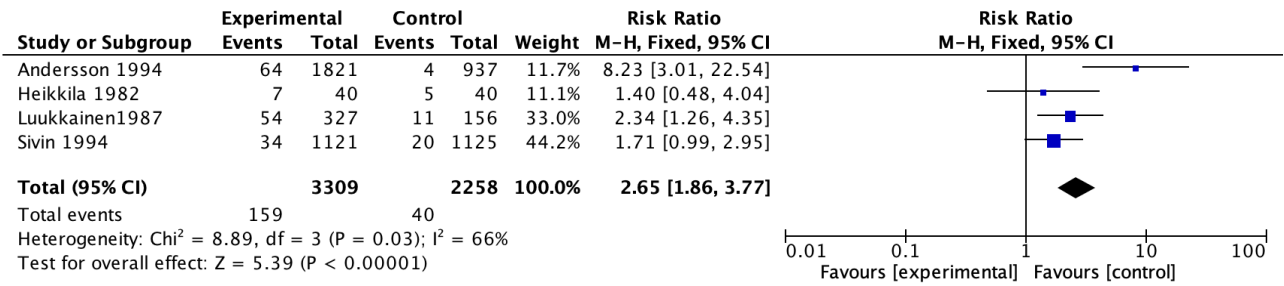 Experimental Control Risk Ratio Risk Ratio
Study or Subgroup Events Total Events Total Weight M-H, Fixed, 95% CI M-H, Fixed, 95% CI
Andersson 1994 64 1821 4 937 11.7% 8.23 [3.01, 22.54]
Heikkila 1982 7 40 5 40 11.1% 1.40 [0.48, 4.04]
Luukkainen1987 54 327 11 156 33.0% 2.34 [1.26, 4.35]
Sivin 1994 34 1121 20 1125 44.2% 1.71 [0.99, 2.95]
Total (95% CI) 3309 2258 100.0% 2.65 [1.86, 3.77]
Total events 159 40
Heterogeneity: Chi² = 8.89, df = 3 (P = 0.03); I² = 66%
Test for overall effect: Z = 5.39 (P < 0.00001)
0.01 0.1 1 10 100
Favours [experimental] Favours [control]